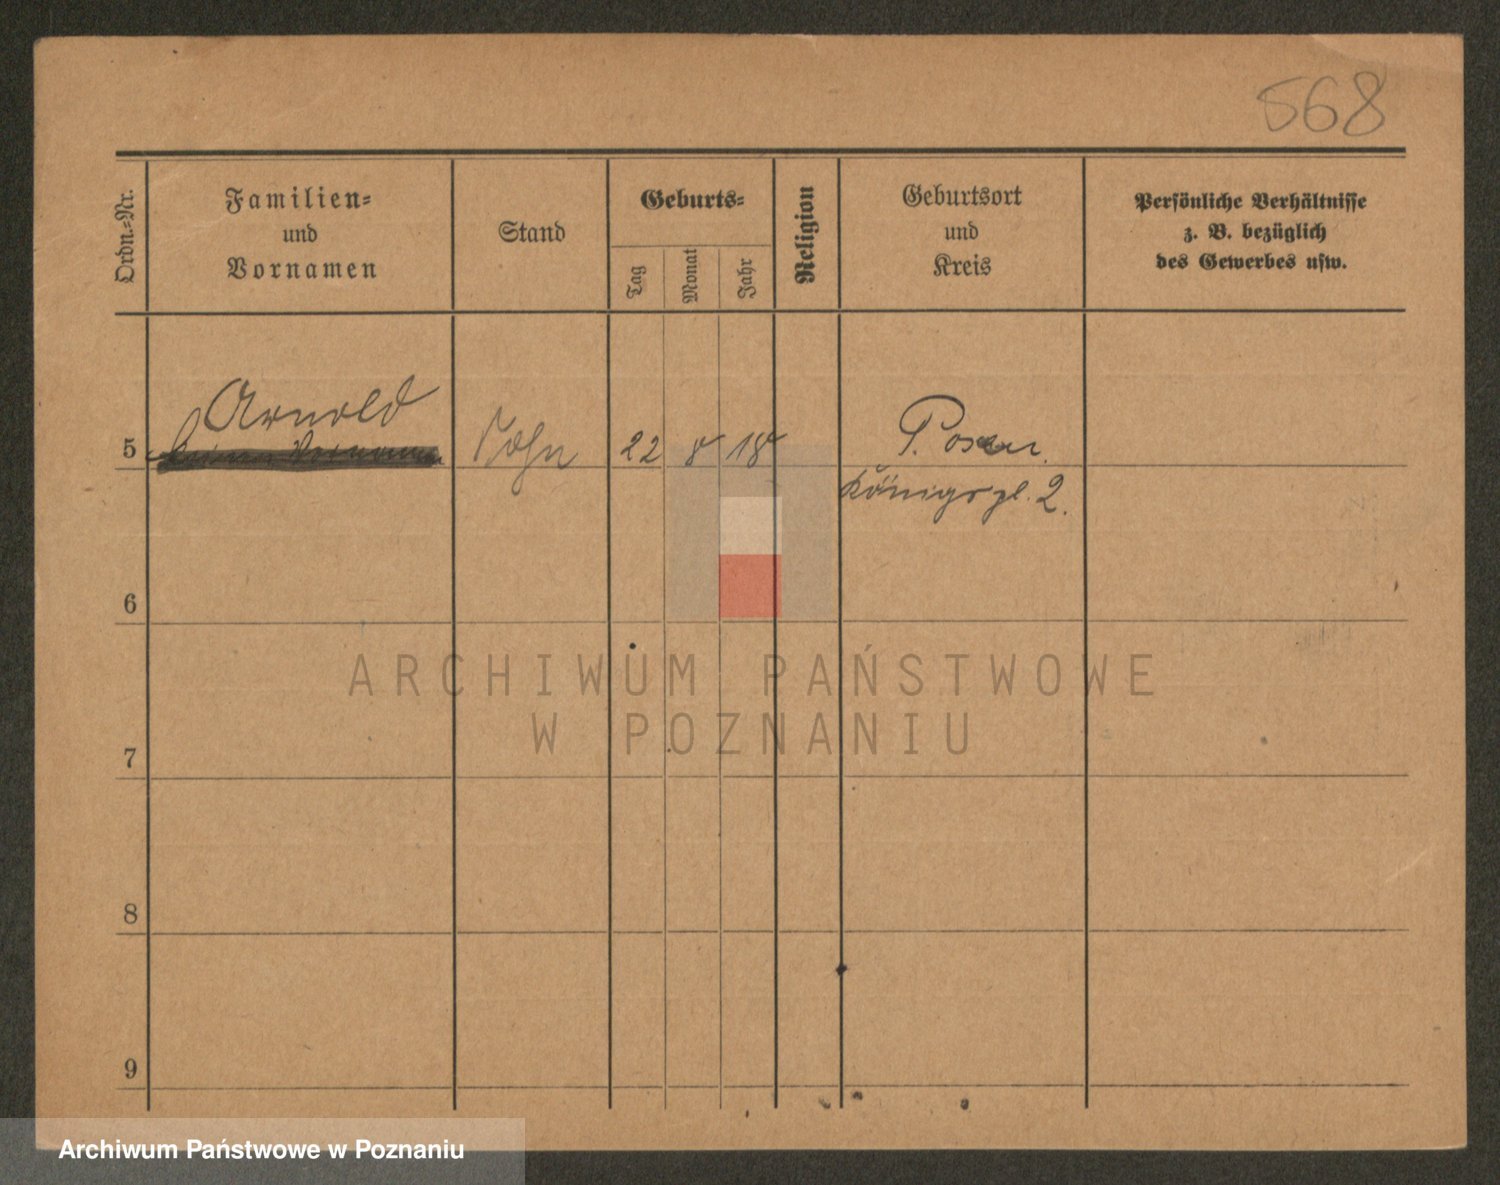 568
Ordn.-Nr.
Familien-
und
Vornamen
Stand
Geburts-
Tag
Monat
Jahr
Religion
Geburtsort
und
Kreis
Persönliche Verhältnisse
z. B. bezüglich
des Gewerbes usw.
Arnold
5 Sohn 22 8 18 Posen.
Königspl. 2.
6
ARCHIWUM PAŃSTWOWE
W POZNANIU
7
8
9
Archiwum Państwowe w Poznaniu